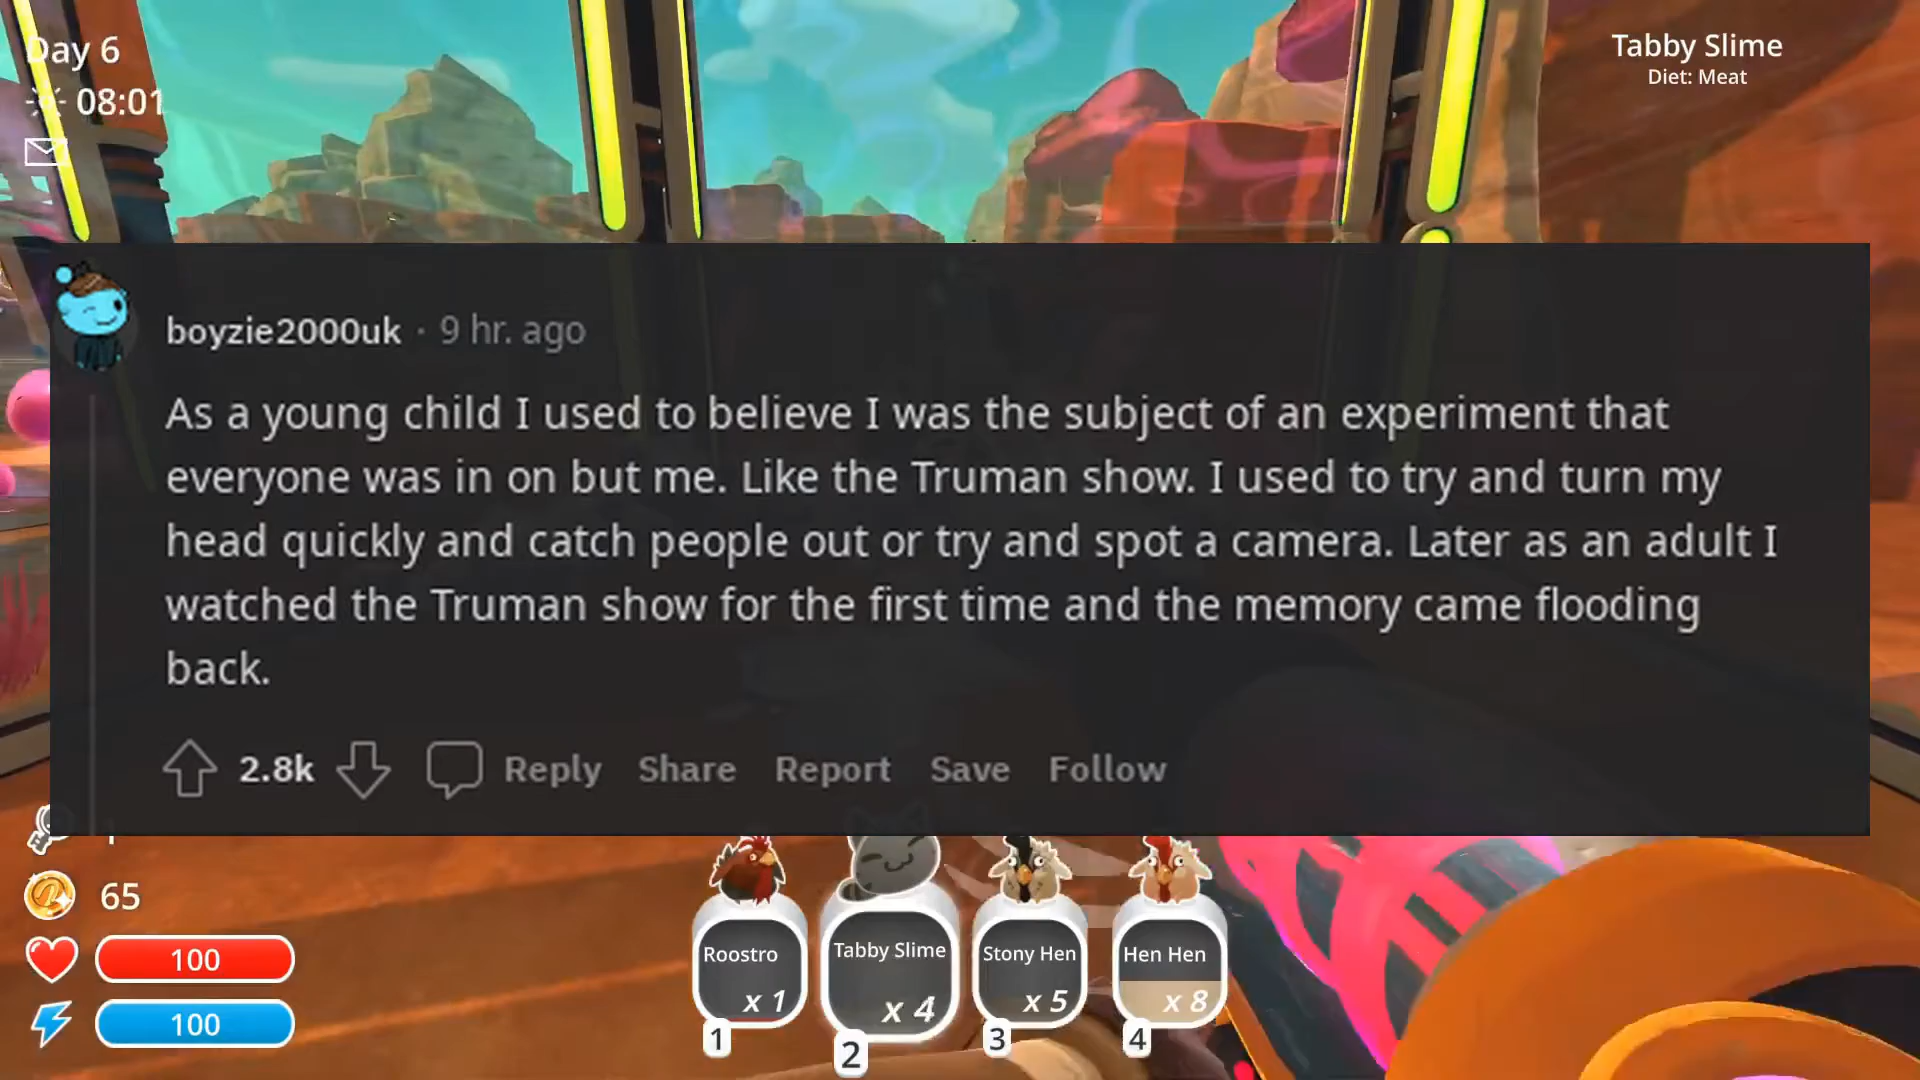 Day 6
08:01
Tabby Slime
Diet: Meat
boyzie2000uk · 9 hr. ago
As a young child I used to believe I was the subject of an experiment that
everyone was in on but me. Like the Truman show. I used to try and turn my
head quickly and catch people out or try and spot a camera. Later as an adult I
watched the Truman show for the first time and the memory came flooding
back.
2.8k Reply Share Report Save Follow
65
100
100
Roostro
x 1
1
Tabby Slime
x 4
2
Stony Hen
x 5
3
Hen Hen
x 8
4